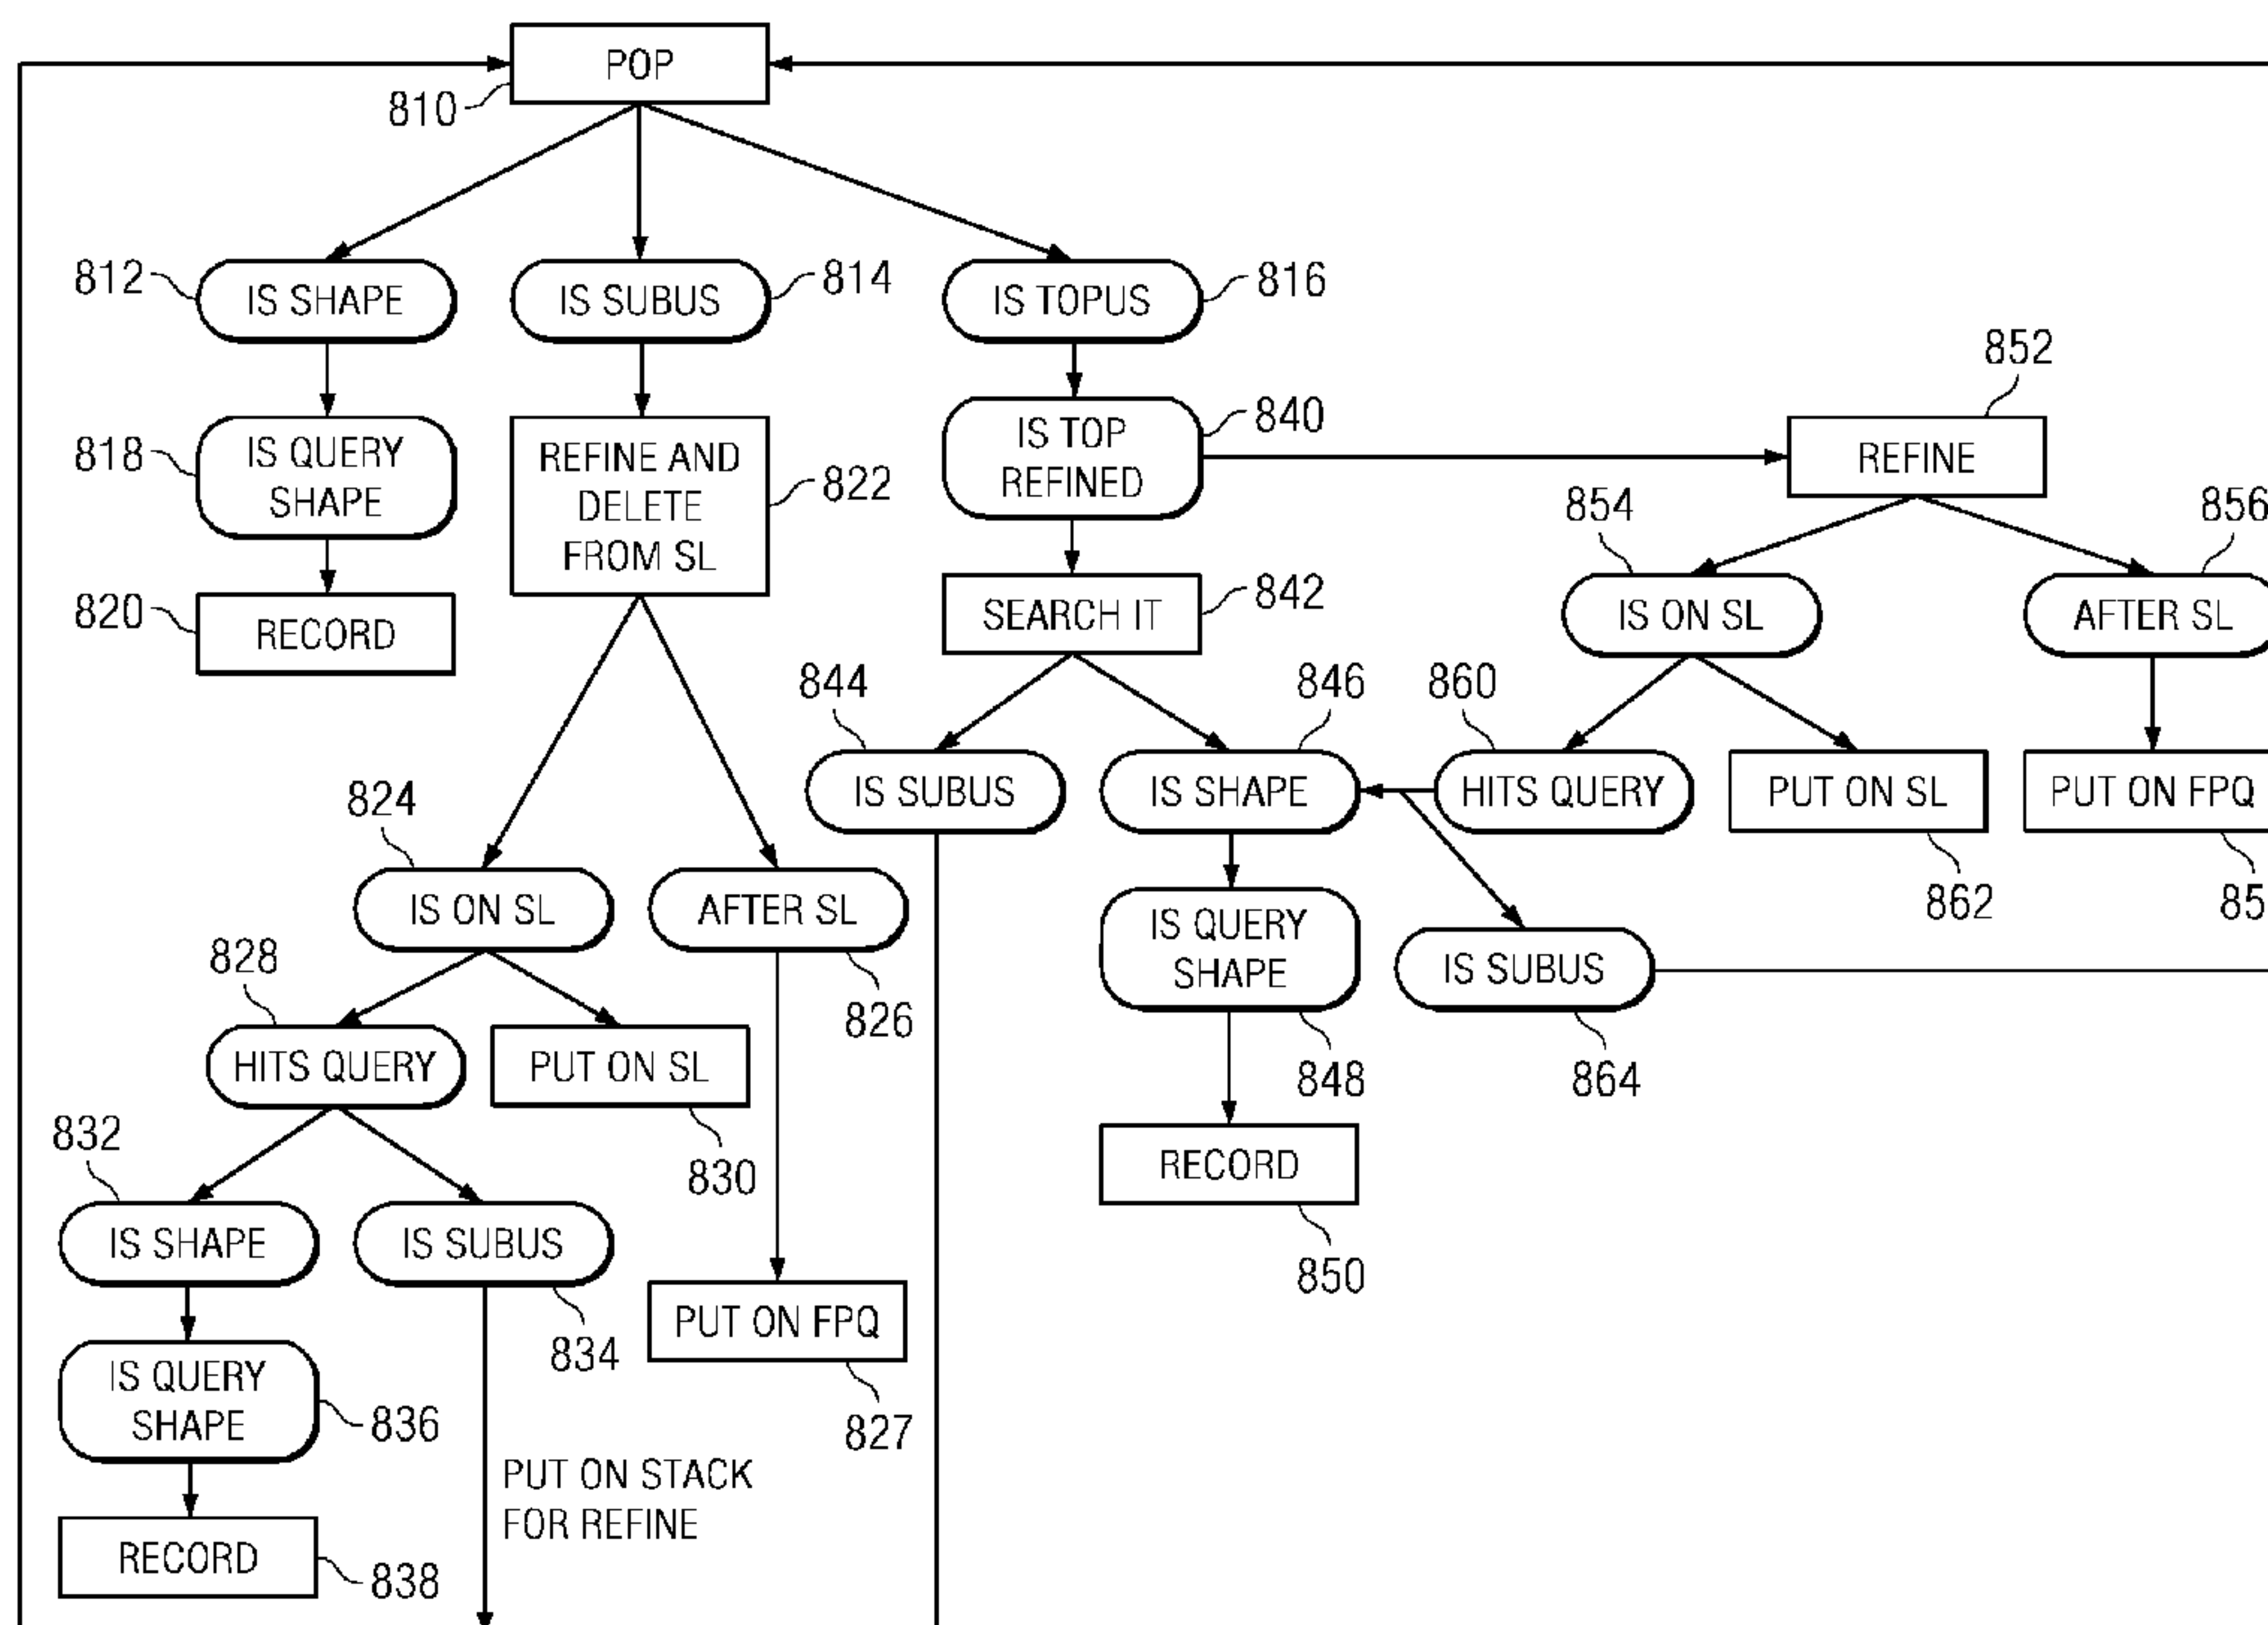 POP
810
812
IS SHAPE
IS SUBUS
814
IS TOPUS
816
852
818
IS QUERY
SHAPE
REFINE AND
DELETE
FROM SL
822
IS TOP
REFINED
840
REFINE
854
856
820
RECORD
SEARCH IT
842
IS ON SL
AFTER SL
844
846
860
IS SUBUS
IS SHAPE
HITS QUERY
PUT ON SL
PUT ON FPQ
862
85
824
IS ON SL
AFTER SL
826
IS QUERY
SHAPE
848
IS SUBUS
864
828
HITS QUERY
PUT ON SL
830
RECORD
850
832
IS SHAPE
IS SUBUS
834
PUT ON FPQ
827
IS QUERY
SHAPE
836
PUT ON STACK
FOR REFINE
RECORD
838